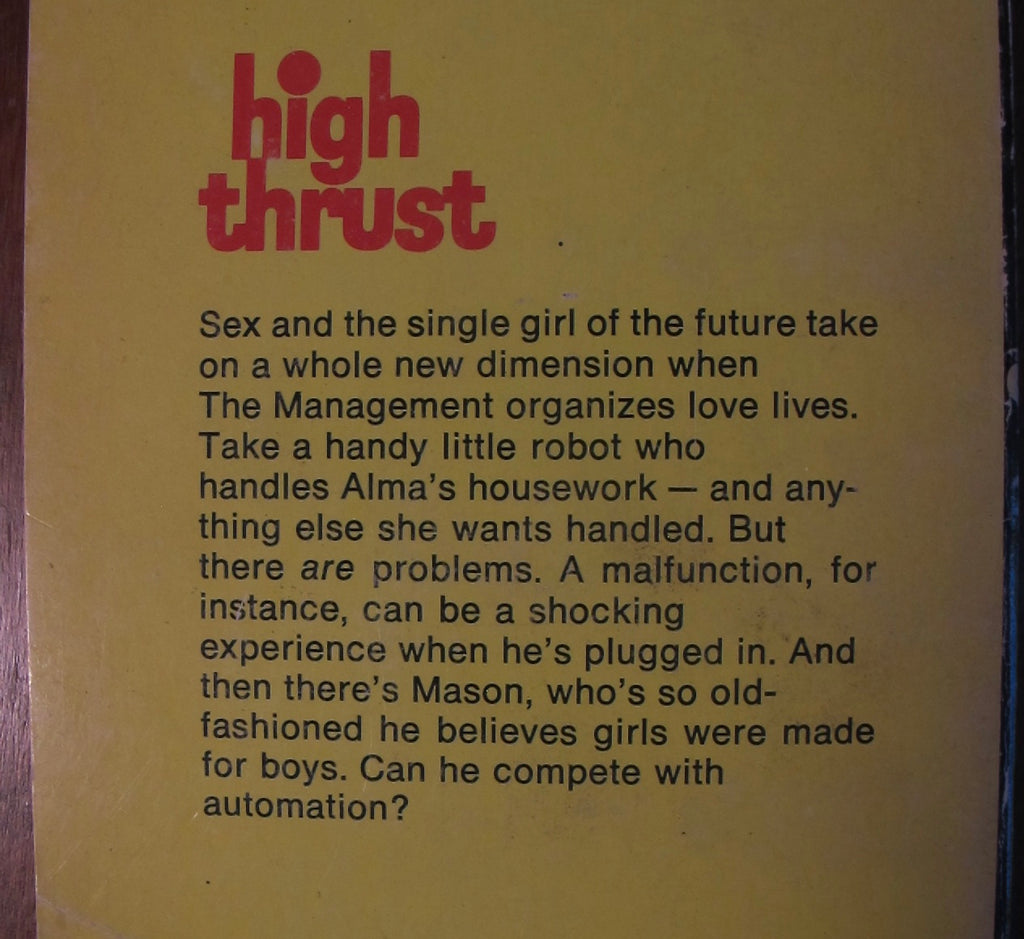 high
thrust
Sex and the single girl of the future take
on a whole new dimension when
The Management organizes love lives.
Take a handy little robot who
handles Alma's housework — and any-
thing else she wants handled. But
there are problems. A malfunction, for
instance, can be a shocking
experience when he's plugged in. And
then there's Mason, who's so old-
fashioned he believes girls were made
for boys. Can he compete with
automation?